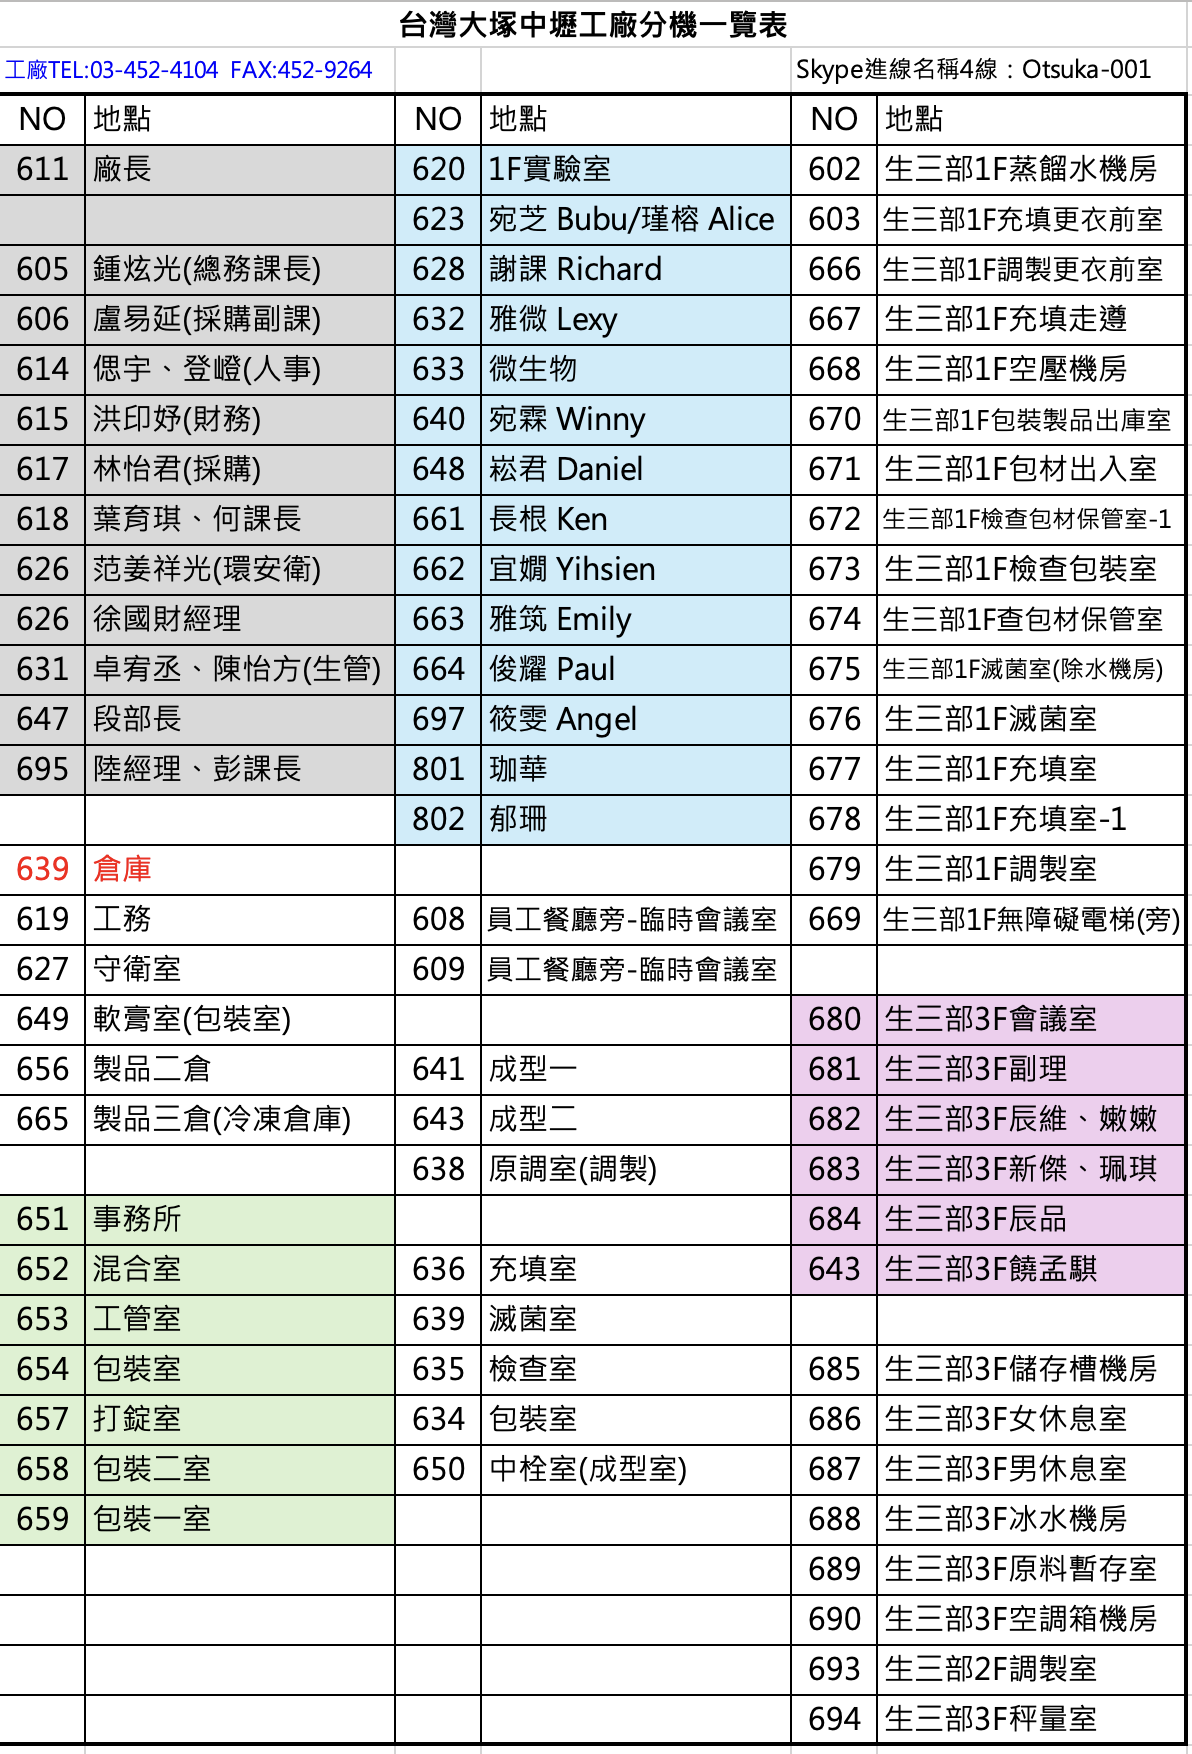 台灣大塚中壢工廠分機一覽表
工廠TEL:03-452-4104 FAX:452-9264 Skype進線名稱4線：Otsuka-001
NO 地點 NO 地點 NO 地點
611 廠長 620 1F實驗室 602 生三部1F蒸餾水機房
623 宛芝 Bubu/瑾榕 Alice 603 生三部1F充填更衣前室
605 鍾炫光(總務課長) 628 謝課 Richard 666 生三部1F調製更衣前室
606 盧易延(採購副課) 632 雅微 Lexy 667 生三部1F充填走遵
614 偲宇、登嶝(人事) 633 微生物 668 生三部1F空壓機房
615 洪印妤(財務) 640 宛霖 Winny 670 生三部1F包裝製品出庫室
617 林怡君(採購) 648 崧君 Daniel 671 生三部1F包材出入室
618 葉育琪、何課長 661 長根 Ken 672 生三部1F檢查包材保管室-1
626 范姜祥光(環安衛) 662 宜嫺 Yihsien 673 生三部1F檢查包裝室
626 徐國財經理 663 雅筑 Emily 674 生三部1F查包材保管室
631 卓宥丞、陳怡方(生管) 664 俊耀 Paul 675 生三部1F滅菌室(除水機房)
647 段部長 697 筱雯 Angel 676 生三部1F滅菌室
695 陸經理、彭課長 801 珈華 677 生三部1F充填室
802 郁珊 678 生三部1F充填室-1
639 倉庫 679 生三部1F調製室
619 工務 608 員工餐廳旁-臨時會議室 669 生三部1F無障礙電梯(旁)
627 守衛室 609 員工餐廳旁-臨時會議室
649 軟膏室(包裝室) 680 生三部3F會議室
656 製品二倉 641 成型一 681 生三部3F副理
665 製品三倉(冷凍倉庫) 643 成型二 682 生三部3F辰維、嫩嫩
638 原調室(調製) 683 生三部3F新傑、珮琪
651 事務所 684 生三部3F辰品
652 混合室 636 充填室 643 生三部3F饒孟騏
653 工管室 639 滅菌室
654 包裝室 635 檢查室 685 生三部3F儲存槽機房
657 打錠室 634 包裝室 686 生三部3F女休息室
658 包裝二室 650 中栓室(成型室) 687 生三部3F男休息室
659 包裝一室 688 生三部3F冰水機房
689 生三部3F原料暫存室
690 生三部3F空調箱機房
693 生三部2F調製室
694 生三部3F秤量室